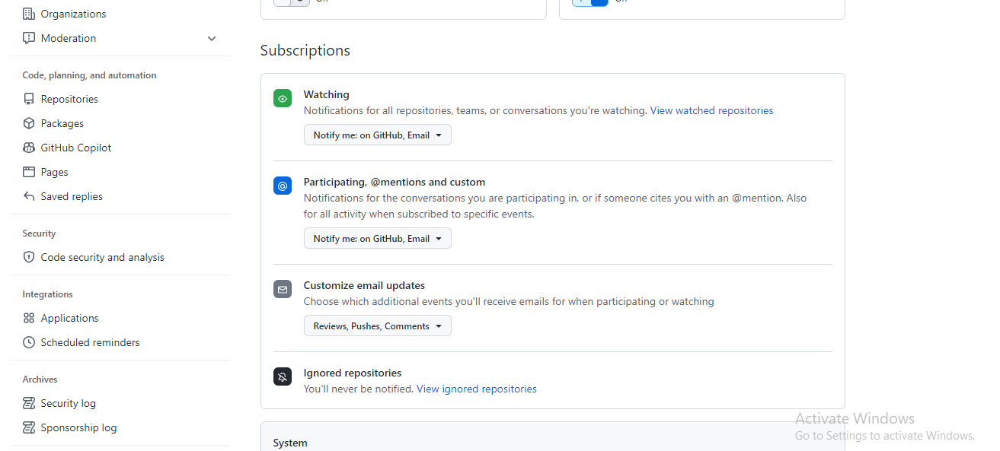 Organizations
Moderation
Code, planning, and automation
Repositories
Packages
GitHub Copilot
Pages
Saved replies
Security
Code security and analysis
Integrations
Applications
Scheduled reminders
Archives
Security log
Sponsorship log
Subscriptions
Watching
Notifications for all repositories, teams, or conversations you're watching. View watched repositories
Notify me: on GitHub, Email
Participating, @mentions and custom
Notifications for the conversations you are participating in, or if someone cites you with an @mention. Also
for all activity when subscribed to specific events.
Notify me: on GitHub, Email
Customize email updates
Choose which additional events you'll receive emails for when participating or watching
Reviews, Pushes, Comments
Ignored repositories
You'll never be notified. View ignored repositories
System
Activate Windows
Go to Settings to activate Windows.